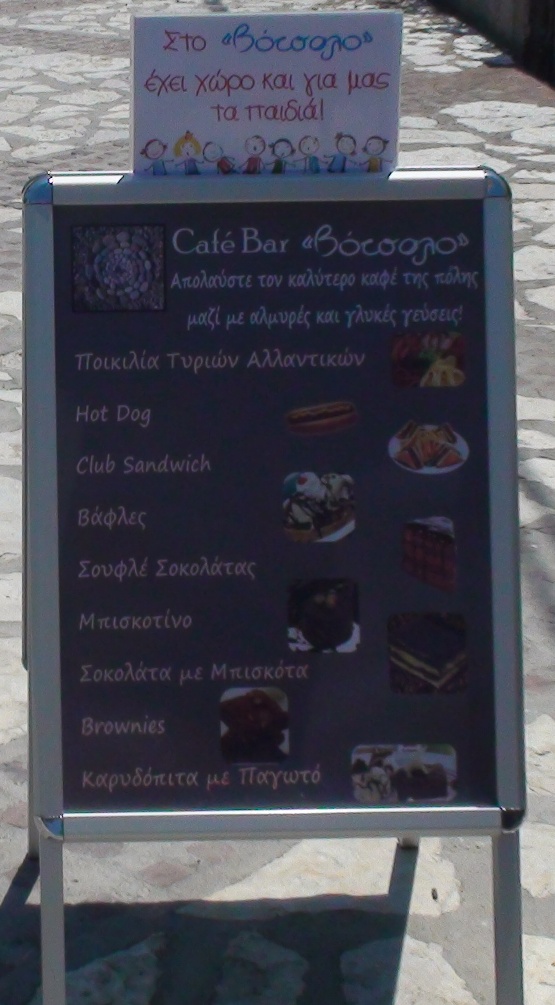 Στο «Βότσαλο»
έχει χώρο και για μας
τα παιδιά!
Café Bar «Βότσαλο»
Απολαύστε τον καλύτερο καφέ της πόλης
μαζί με αλμυρές και γλυκές γεύσεις!
Ποικιλία Τυριών Αλλαντικών
Hot Dog
Club Sandwich
Βάφλες
Σουφλέ Σοκολάτας
Μπισκοτίνο
Σοκολάτα με Μπισκότα
Brownies
Καρυδόπιτα με Παγωτό